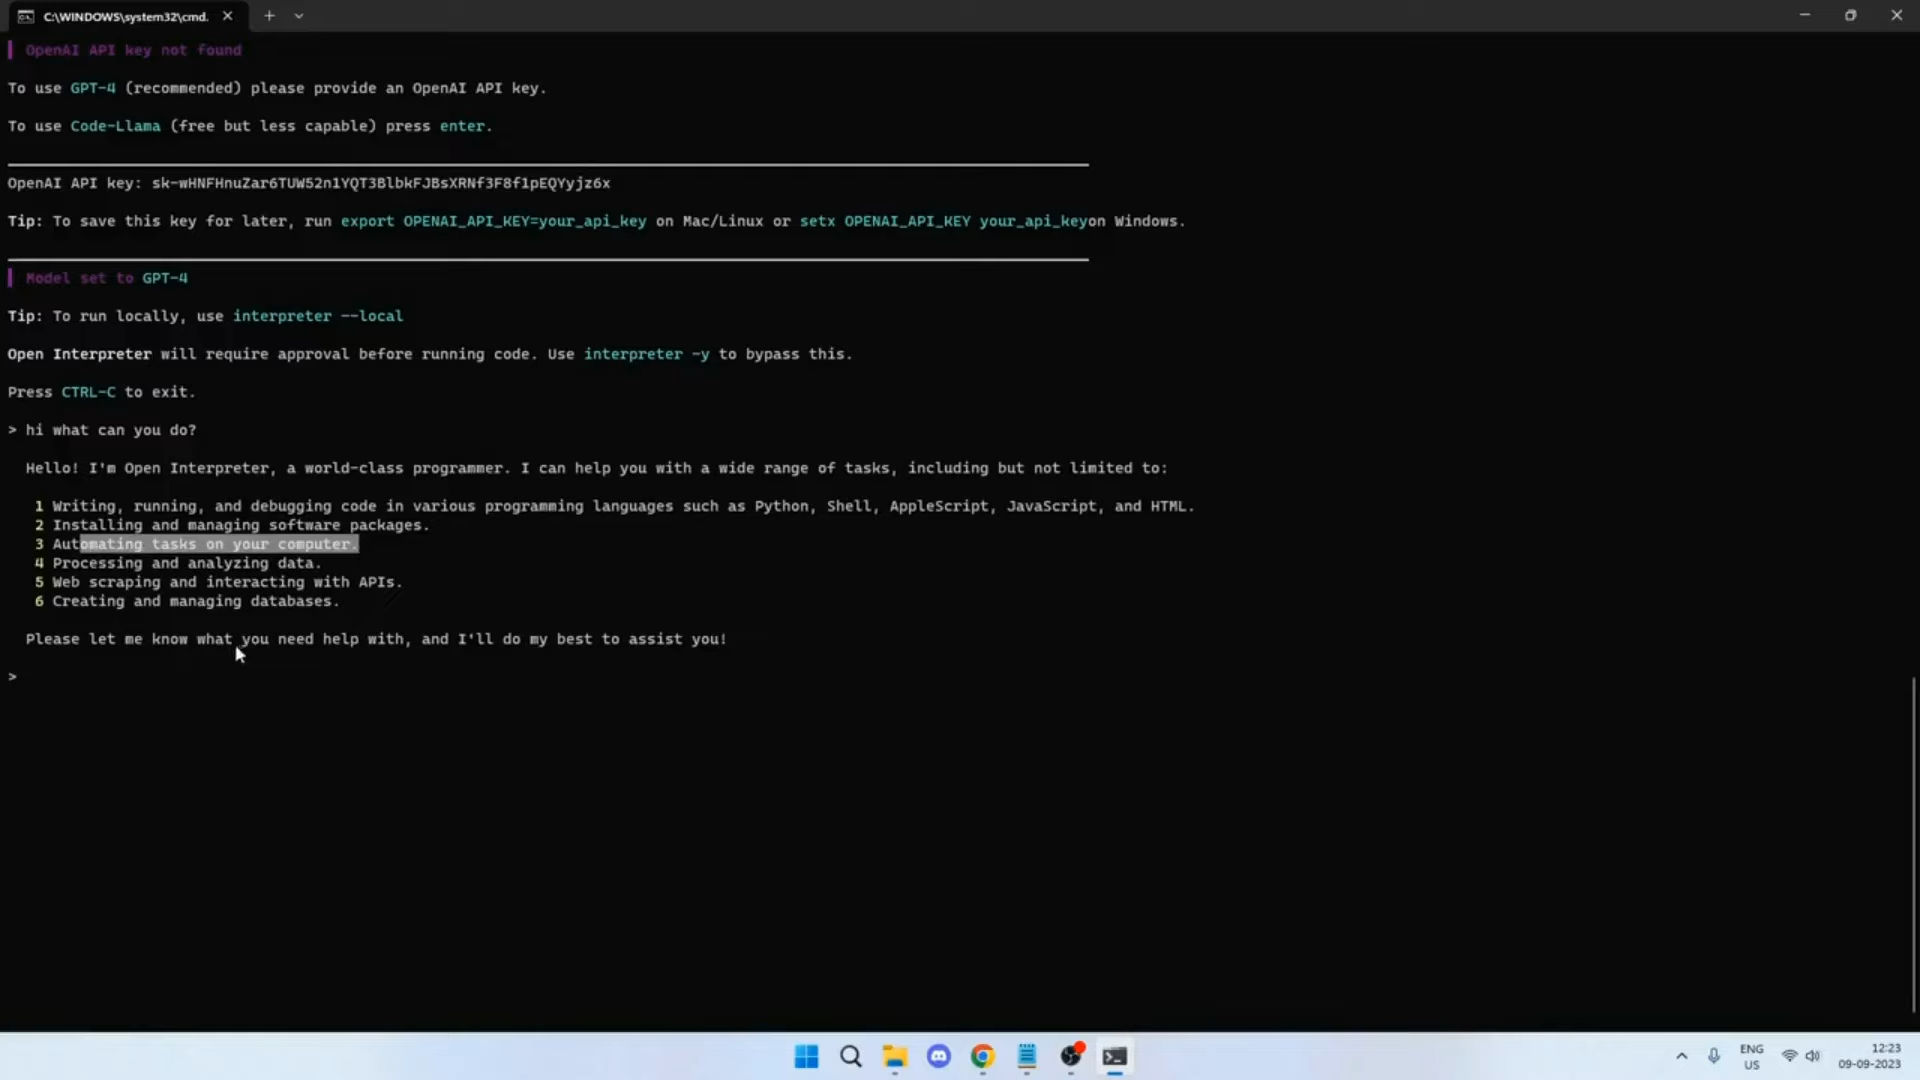 C:\WINDOWS\system32\cmd.
OpenAI API key not found
To use GPT-4 (recommended) please provide an OpenAI API key.
To use Code-Llama (free but less capable) press enter.
OpenAI API key: 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
Tip: To save this key for later, run export OPENAI_API_KEY=your_api_key on Mac/Linux or setx OPENAI_API_KEY your_api_keyon Windows.
Model set to GPT-4
Tip: To run locally, use interpreter --local
Open Interpreter will require approval before running code. Use interpreter -y to bypass this.
Press CTRL-C to exit.
> hi what can you do?
Hello! I'm Open Interpreter, a world-class programmer. I can help you with a wide range of tasks, including but not limited to:
1 Writing, running, and debugging code in various programming languages such as Python, Shell, AppleScript, JavaScript, and HTML.
2 Installing and managing software packages.
3 Automating tasks on your computer.
4 Processing and analyzing data.
5 Web scraping and interacting with APIs.
6 Creating and managing databases.
Please let me know what you need help with, and I'll do my best to assist you!
>
ENG
US
12:23
09-09-2023